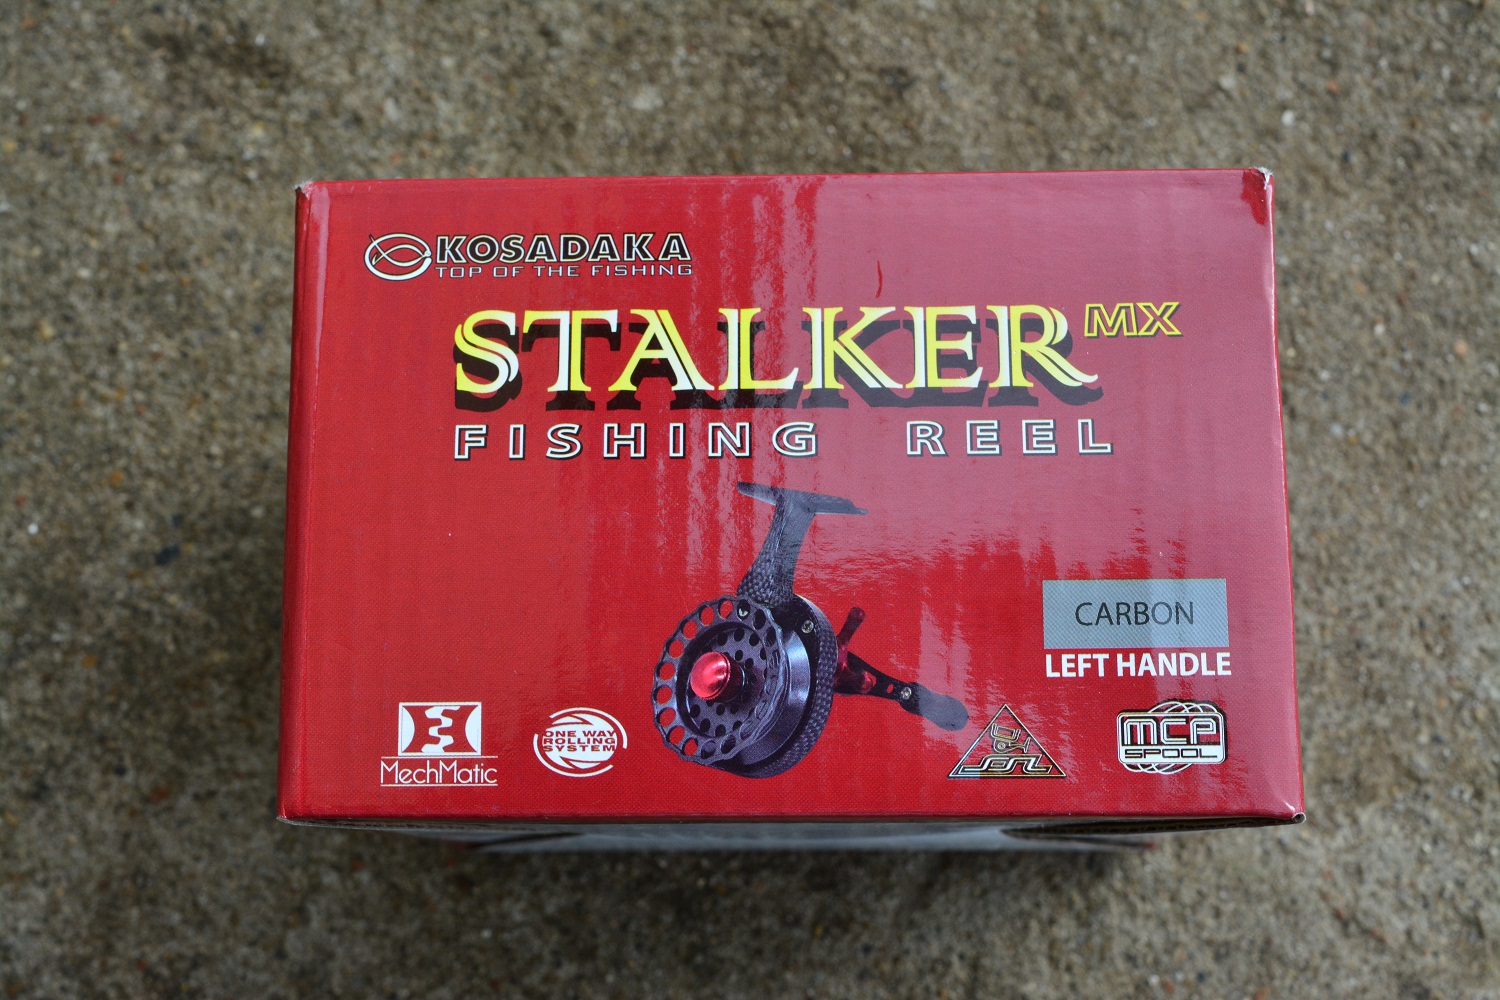 KOSADAKA
TOP OF THE FISHING
STALKER MX
FISHING REEL
CARBON
LEFT HANDLE
MechMatic
ONE WAY
ROLLING
SYSTEM
MCP
SPOOL